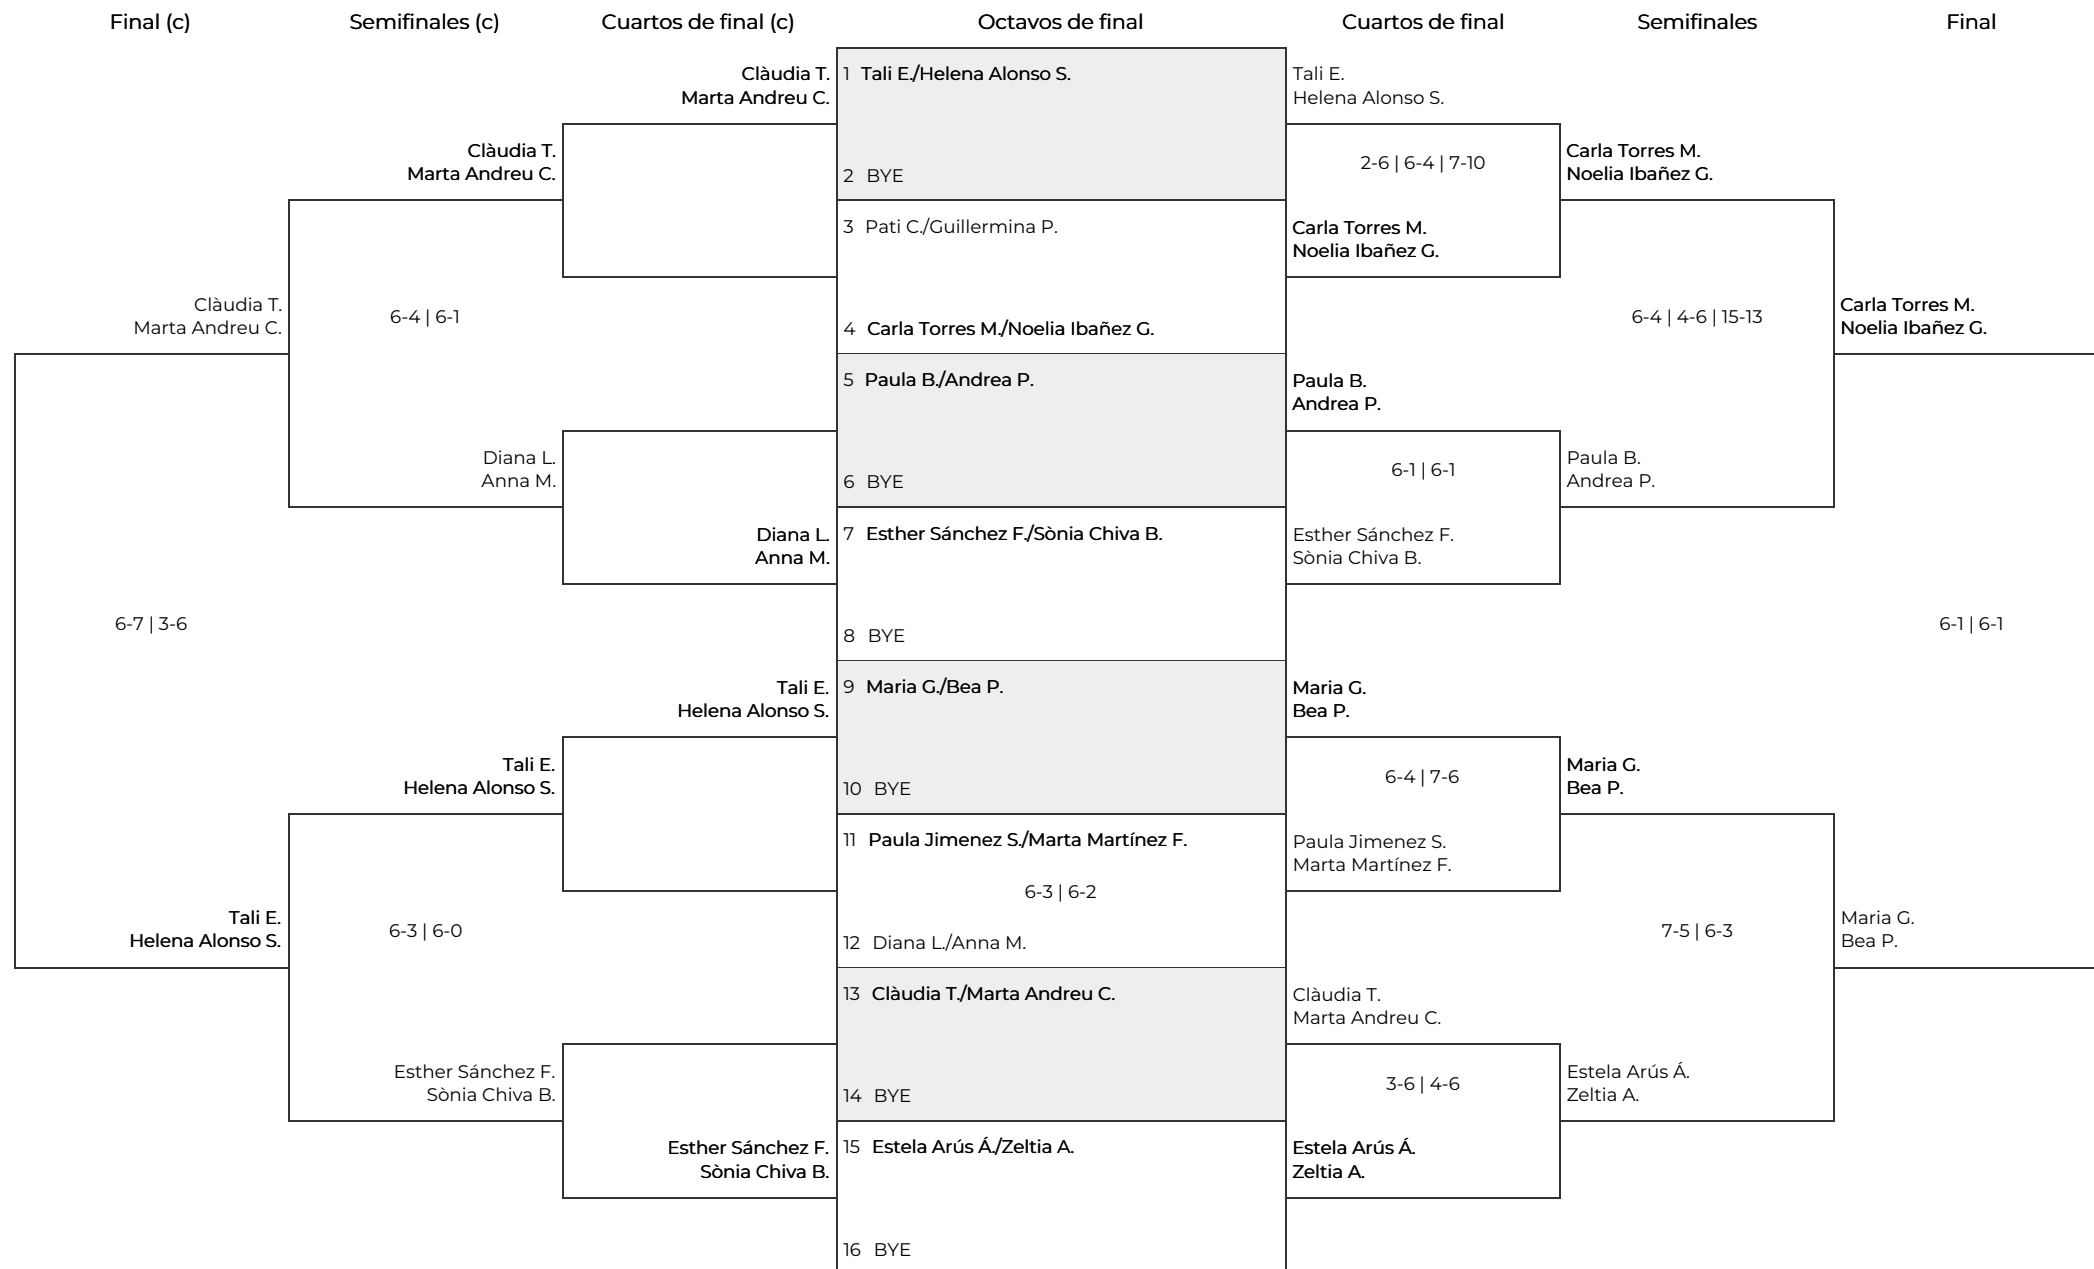 Final (c)
Semifinales (c)
Cuartos de final (c)
Octavos de final
Cuartos de final
Semifinales
Final
Clàudia T.
Marta Andreu C.
6-7 | 3-6
Tali E.
Helena Alonso S.
Clàudia T.
Marta Andreu C.
6-4 | 6-1
Diana L.
Anna M.
Tali E.
Helena Alonso S.
6-3 | 6-0
Esther Sánchez F.
Sònia Chiva B.
Clàudia T.
Marta Andreu C.
Diana L.
Anna M.
Tali E.
Helena Alonso S.
Esther Sánchez F.
Sònia Chiva B.
1 Tali E./Helena Alonso S.
2 BYE
3 Pati C./Guillermina P.
4 Carla Torres M./Noelia Ibañez G.
5 Paula B./Andrea P.
6 BYE
7 Esther Sánchez F./Sònia Chiva B.
8 BYE
9 Maria G./Bea P.
10 BYE
11 Paula Jimenez S./Marta Martínez F.
6-3 | 6-2
12 Diana L./Anna M.
13 Clàudia T./Marta Andreu C.
14 BYE
15 Estela Arús Á./Zeltia A.
16 BYE
Tali E.
Helena Alonso S.
2-6 | 6-4 | 7-10
Carla Torres M.
Noelia Ibañez G.
Paula B.
Andrea P.
6-1 | 6-1
Esther Sánchez F.
Sònia Chiva B.
Maria G.
Bea P.
6-4 | 7-6
Paula Jimenez S.
Marta Martínez F.
Clàudia T.
Marta Andreu C.
3-6 | 4-6
Estela Arús Á.
Zeltia A.
Carla Torres M.
Noelia Ibañez G.
6-4 | 4-6 | 15-13
Paula B.
Andrea P.
Maria G.
Bea P.
7-5 | 6-3
Estela Arús Á.
Zeltia A.
Carla Torres M.
Noelia Ibañez G.
6-1 | 6-1
Maria G.
Bea P.